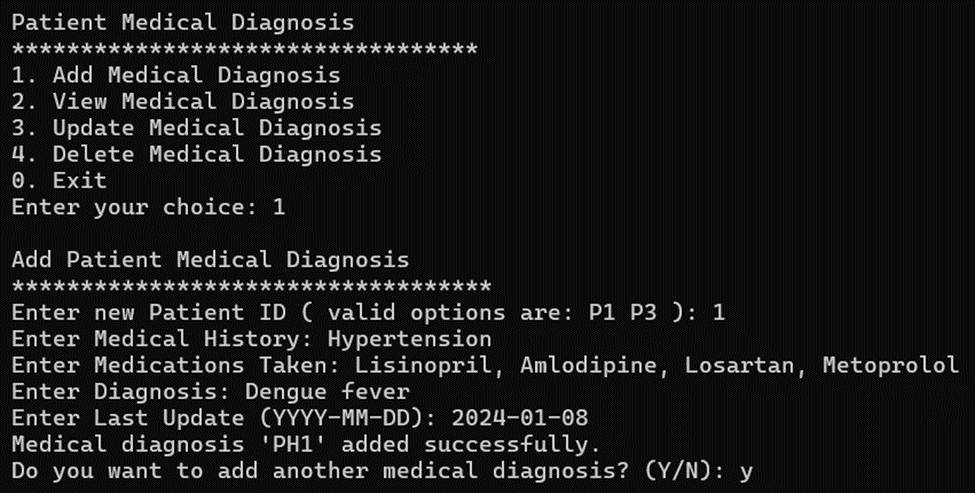 Patient Medical Diagnosis
**********************************
1. Add Medical Diagnosis
2. View Medical Diagnosis
3. Update Medical Diagnosis
4. Delete Medical Diagnosis
0. Exit
Enter your choice: 1
Add Patient Medical Diagnosis
***********************************
Enter new Patient ID ( valid options are: P1 P3 ): 1
Enter Medical History: Hypertension
Enter Medications Taken: Lisinopril, Amlodipine, Losartan, Metoprolol
Enter Diagnosis: Dengue fever
Enter Last Update (YYYY-MM-DD): 2024-01-08
Medical diagnosis 'PH1' added successfully.
Do you want to add another medical diagnosis? (Y/N): y